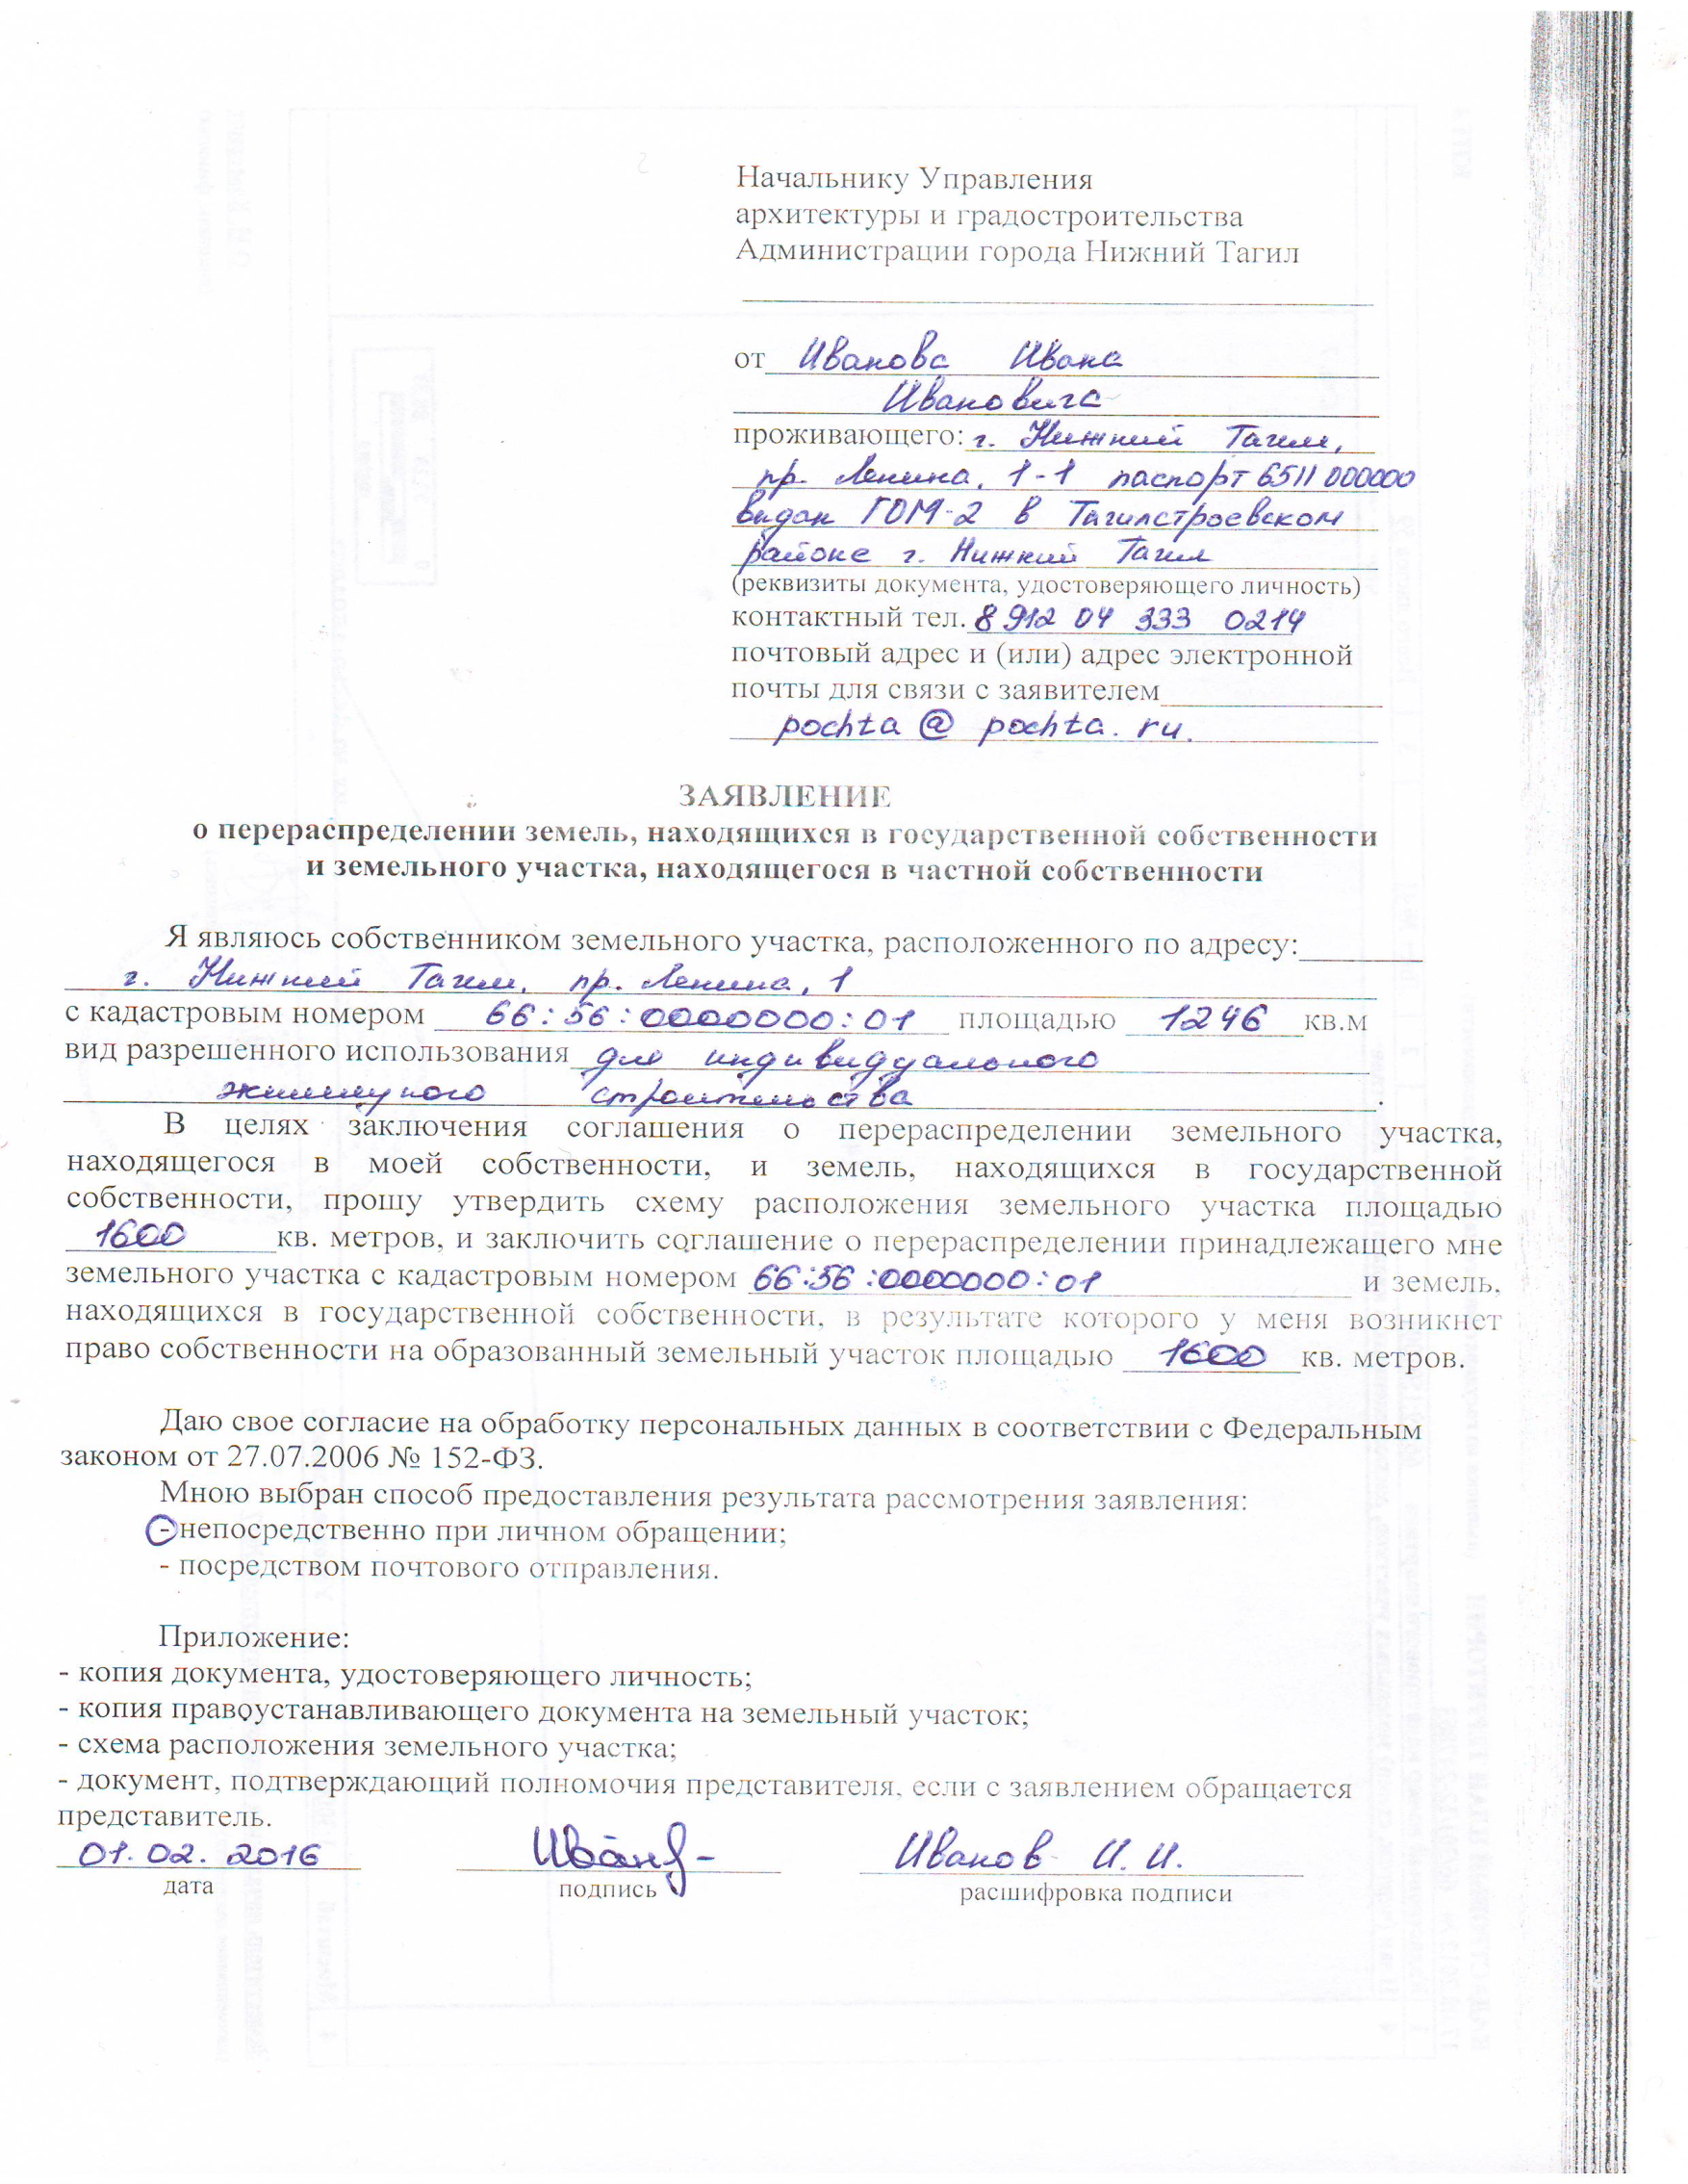 Начальнику Управления
архитектуры и градостроительства
Администрации города Нижний Тагил
от Иванова Ивана
Ивановича
проживающего: г. Нижний Тагил,
пр. Ленина, 1-1 паспорт 6511 000000
выдан ГОМ-2 в Тагилстроевском
районе г. Нижний Тагил
(реквизиты документа, удостоверяющего личность)
контактный тел. 8 912 04 333 0214
почтовый адрес и (или) адрес электронной
почты для связи с заявителем
pochta @ pochta. ru.
ЗАЯВЛЕНИЕ
о перераспределении земель, находящихся в государственной собственности
и земельного участка, находящегося в частной собственности
Я являюсь собственником земельного участка, расположенного по адресу:
г. Нижний Тагил, пр. Ленина, 1
с кадастровым номером 66:56:0000000:01 площадью 1246 кв.м
вид разрешенного использования для индивидуального
жилищного строительства.
В целях заключения соглашения о перераспределении земельного участка,
находящегося в моей собственности, и земель, находящихся в государственной
собственности, прошу утвердить схему расположения земельного участка площадью
1600 кв. метров, и заключить соглашение о перераспределении принадлежащего мне
земельного участка с кадастровым номером 66:56:0000000:01 и земель,
находящихся в государственной собственности, в результате которого у меня возникнет
право собственности на образованный земельный участок площадью 1600 кв. метров.
Даю свое согласие на обработку персональных данных в соответствии с Федеральным
законом от 27.07.2006 № 152-ФЗ.
Мною выбран способ предоставления результата рассмотрения заявления:
- непосредственно при личном обращении;
- посредством почтового отправления.
Приложение:
- копия документа, удостоверяющего личность;
- копия правоустанавливающего документа на земельный участок;
- схема расположения земельного участка;
- документ, подтверждающий полномочия представителя, если с заявлением обращается
представитель.
01.02.2016 Иванов Иванов И.И.
дата подпись расшифровка подписи